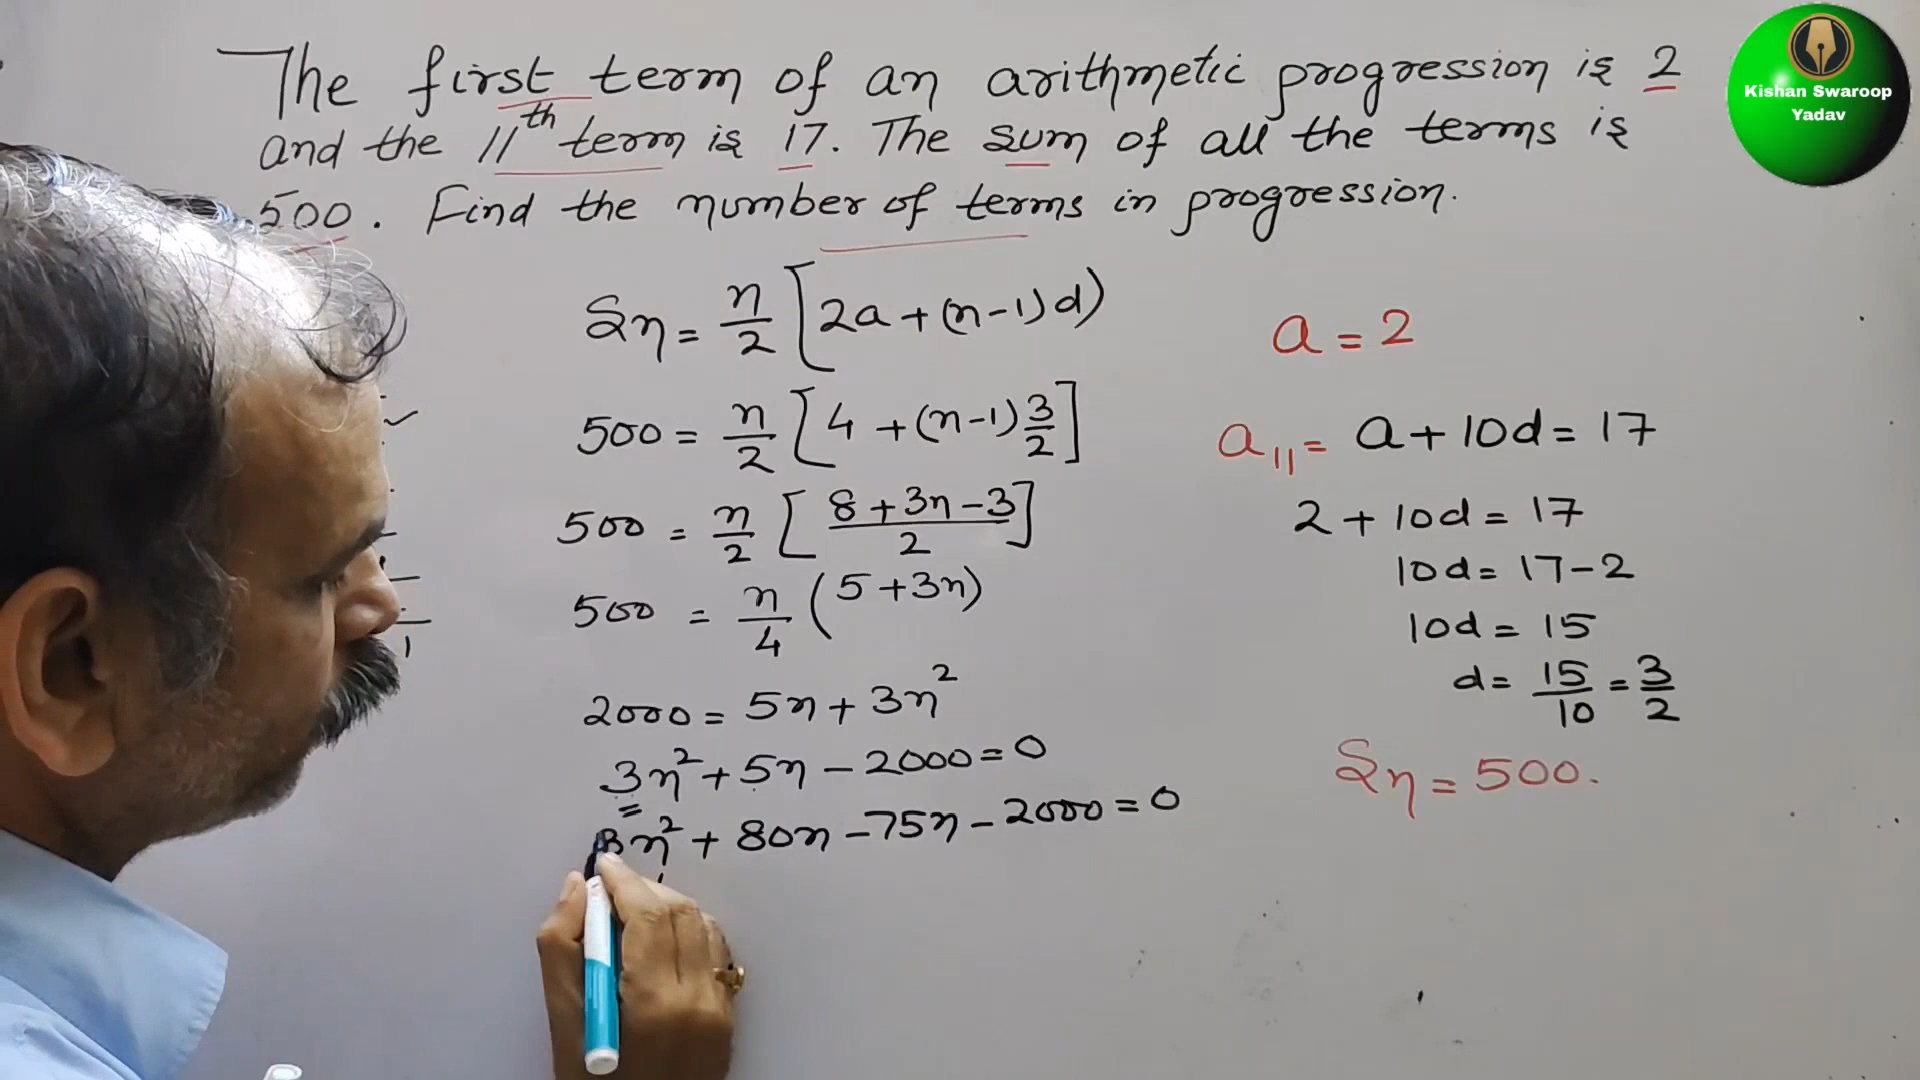 The first term of an arithmetic progression is 2
and the 11th term is 17. The sum of all the terms is
500. Find the number of terms in progression.
Sn = n/2 [2a + (n-1)d)
500 = n/2 [4 + (n-1) 3/2]
500 = n/2 [(8 + 3n - 3)/2]
500 = n/4 (5 + 3n)
2000 = 5n + 3n²
3n² + 5n - 2000 = 0
3n² + 80n - 75n - 2000 = 0
a = 2
a11 = a + 10d = 17
2 + 10d = 17
10d = 17 - 2
10d = 15
d = 15/10 = 3/2
Sn = 500.
Kishan Swaroop
Yadav